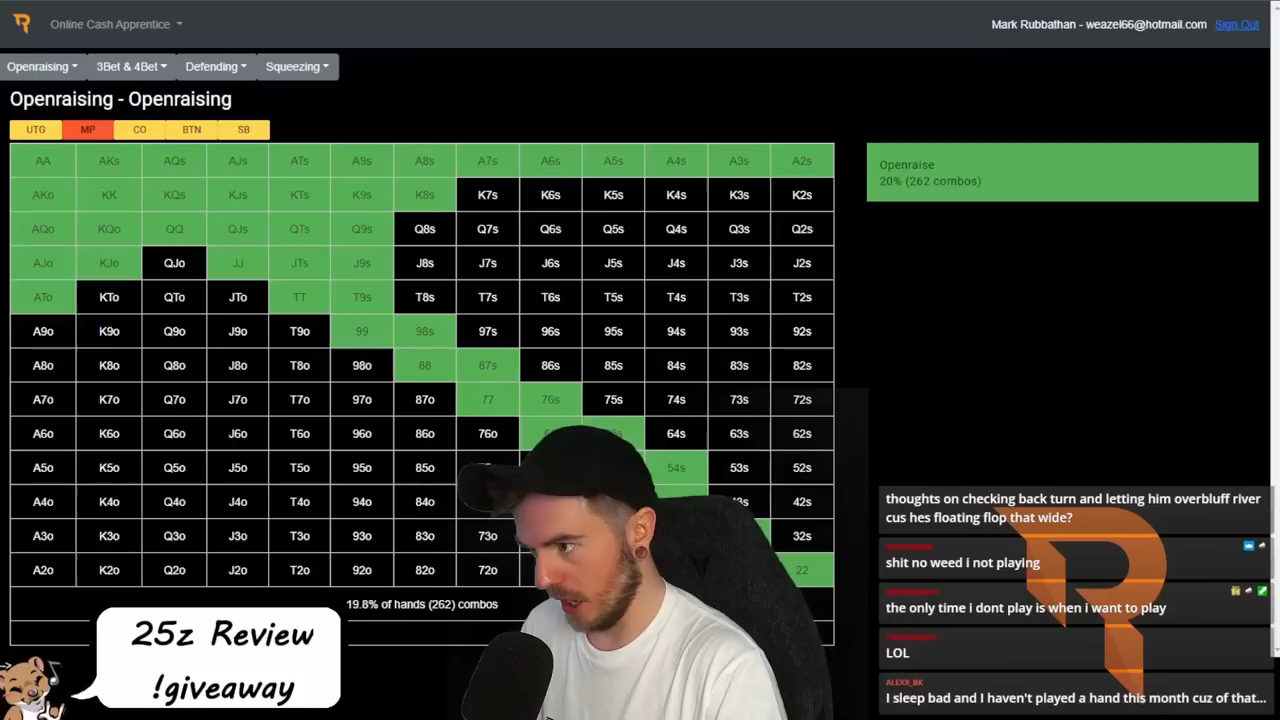 Online Cash Apprentice
Mark Rubbathan - weazel66@hotmail.com Sign Out
Openraising 3Bet & 4Bet Defending Squeezing
Openraising - Openraising
UTG MP CO BTN SB
AA AKs AQs AJs ATs A9s A8s A7s A6s A5s A4s A3s A2s
AKo KK KQs KJs KTs K9s K8s K7s K6s K5s K4s K3s K2s
AQo KQo QQ QJs QTs Q9s Q8s Q7s Q6s Q5s Q4s Q3s Q2s
AJo KJo QJo JJ JTs J9s J8s J7s J6s J5s J4s J3s J2s
ATo KTo QTo JTo TT T9s T8s T7s T6s T5s T4s T3s T2s
A9o K9o Q9o J9o T9o 99 98s 97s 96s 95s 94s 93s 92s
A8o K8o Q8o J8o T8o 98o 88 87s 86s 85s 84s 83s 82s
A7o K7o Q7o J7o T7o 97o 87o 77 76s 75s 74s 73s 72s
A6o K6o Q6o J6o T6o 96o 86o 76o 64s 63s 62s
A5o K5o Q5o J5o T5o 95o 85o 54s 53s 52s
A4o K4o Q4o J4o T4o 94o 84o 42s
A3o K3o Q3o J3o T3o 93o 83o 73o 32s
A2o K2o Q2o J2o T2o 92o 82o 72o 22
19.8% of hands (262) combos
Openraise
20% (262 combos)
thoughts on checking back turn and letting him overbluff river
cus hes floating flop that wide?
shit no weed i not playing
the only time i dont play is when i want to play
LOL
ALEXX_BK
I sleep bad and I haven't played a hand this month cuz of that...
25z Review
!giveaway